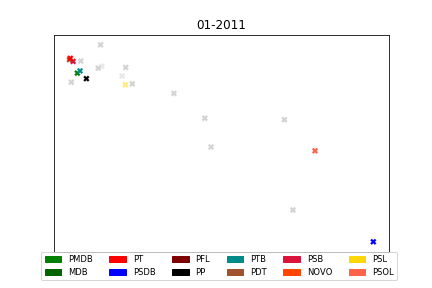 01-2011
PMDB PT PFL PTB PSB PSL
MDB PSDB PP PDT NOVO PSOL